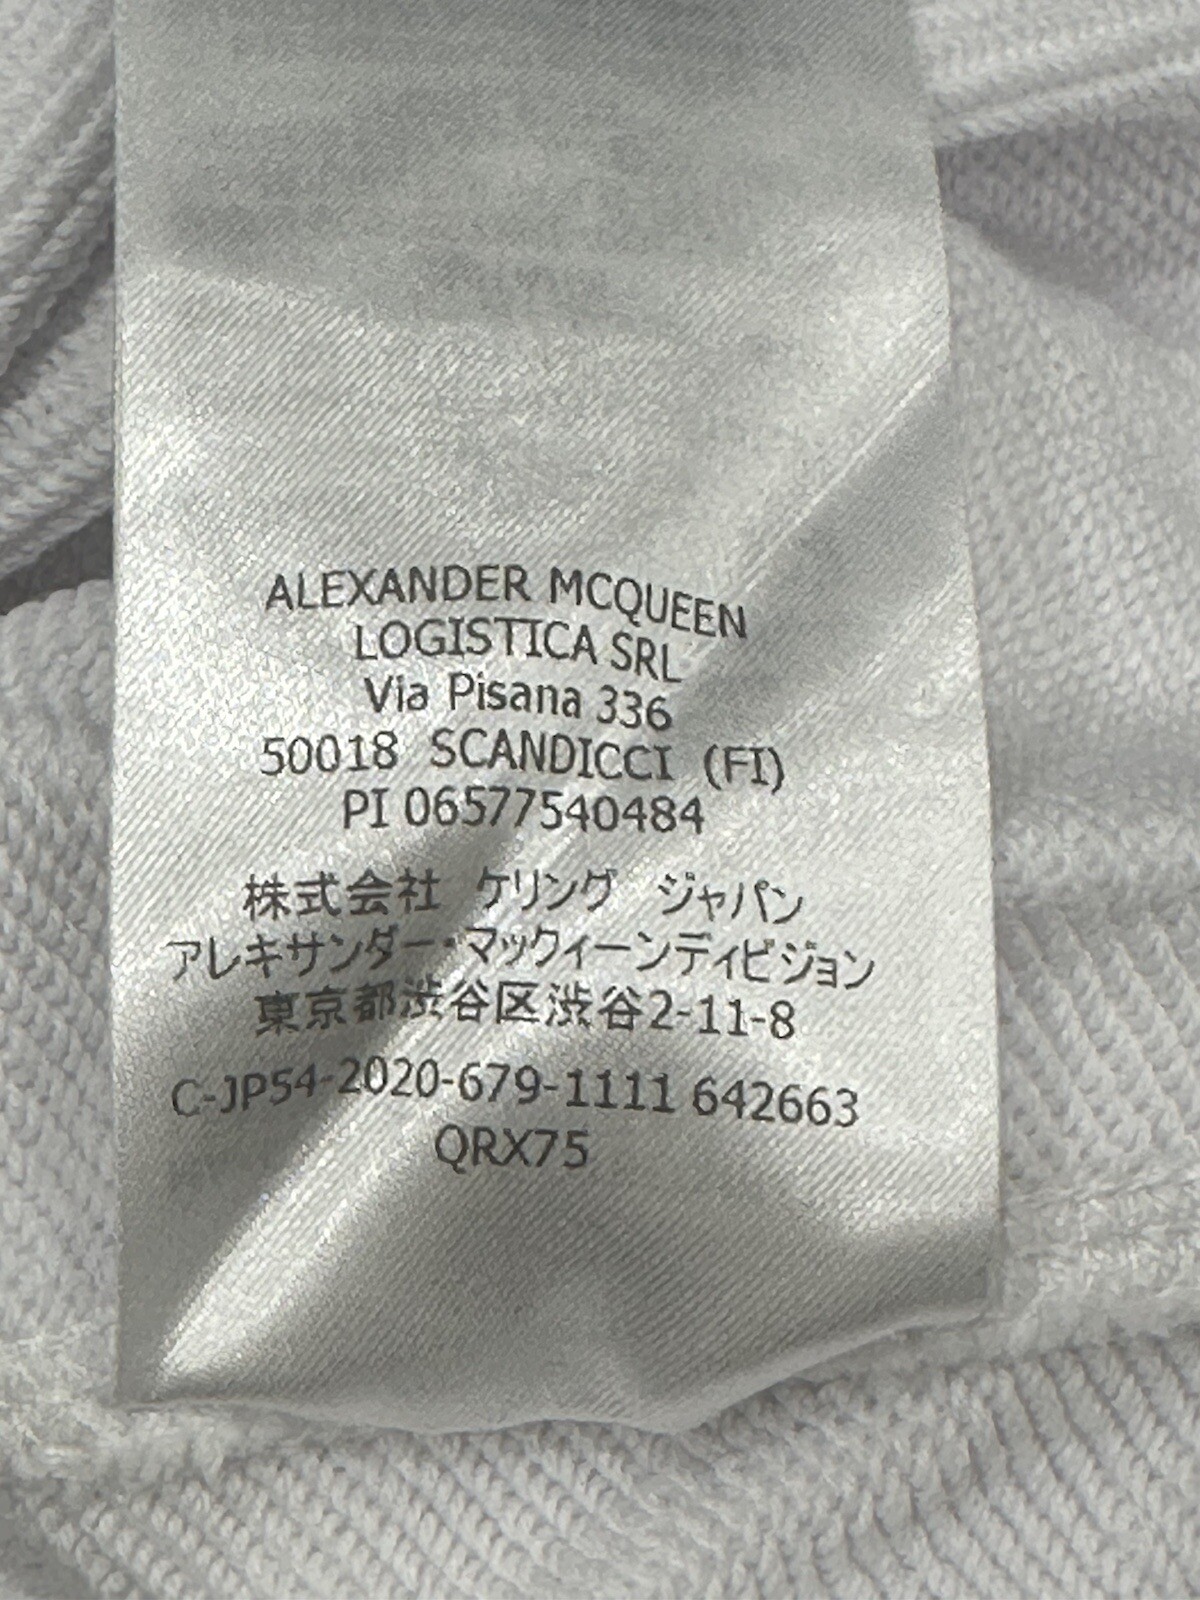 ALEXANDER MCQUEEN
LOGISTICA SRL
Via Pisana 336
50018 SCANDICCI (FI)
PI 06577540484
株式会社 ケリング ジャパン
アレキサンダー・マックィーンディビジョン
東京都渋谷区渋谷2-11-8
C-JP54-2020-679-1111 642663
QRX75